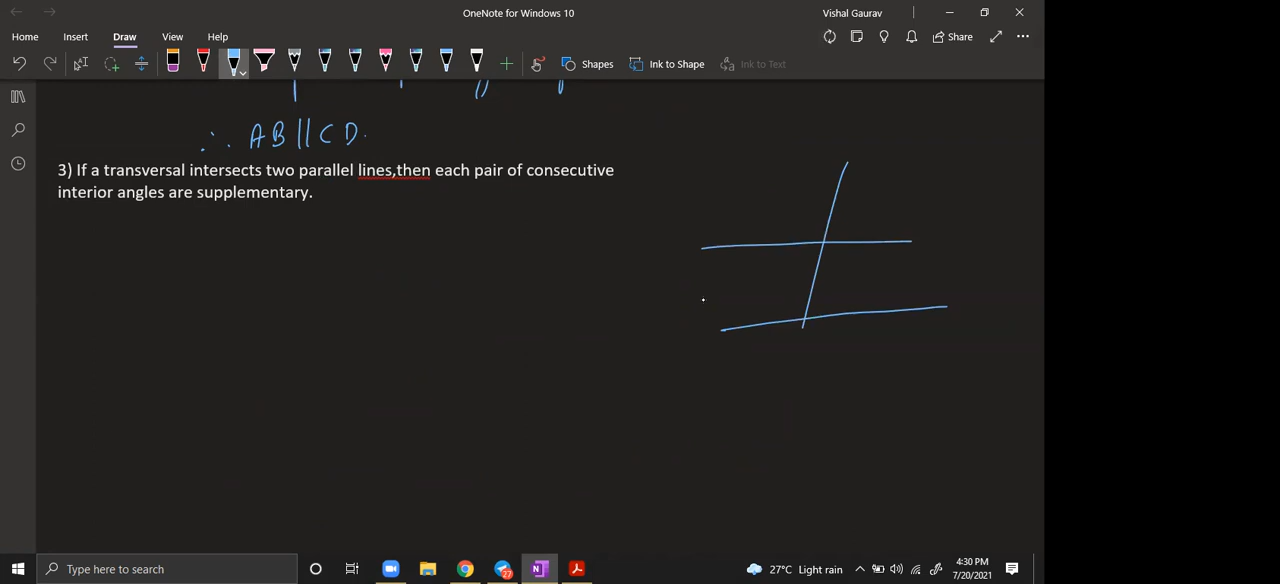 OneNote for Windows 10
Vishal Gaurav
Home Insert Draw View Help
Share
Shapes Ink to Shape Ink to Text
∴ AB || CD.
3) If a transversal intersects two parallel lines,then each pair of consecutive
interior angles are supplementary.
Type here to search
27
N
27°C Light rain
4:30 PM
7/20/2021